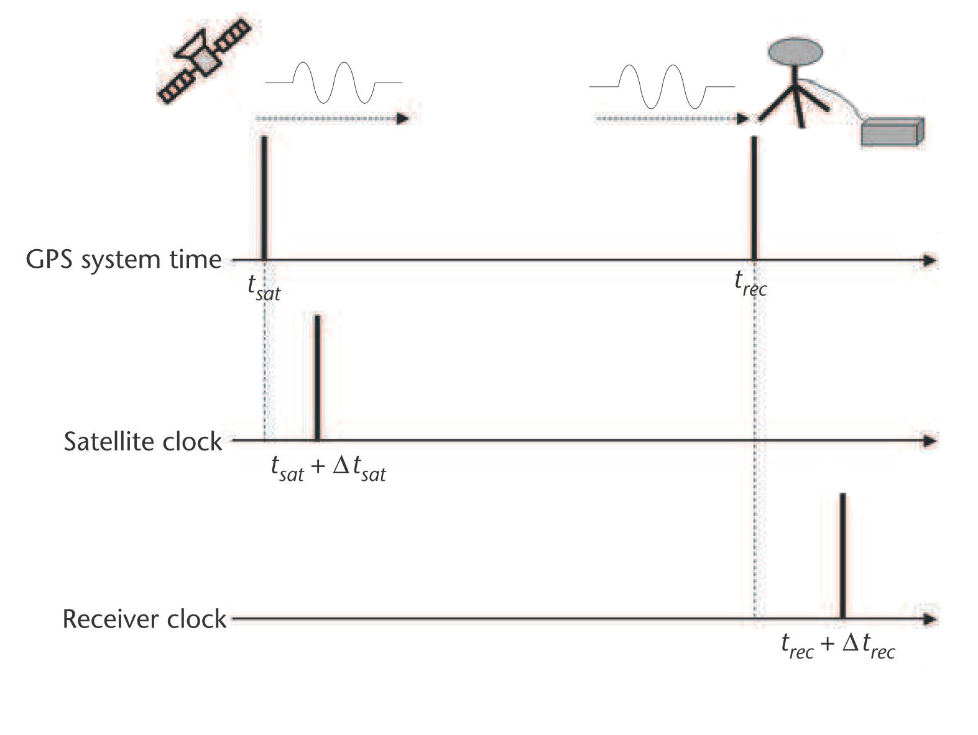 GPS system time
t_sat
t_rec
Satellite clock
t_sat + Δt_sat
Receiver clock
t_rec + Δt_rec